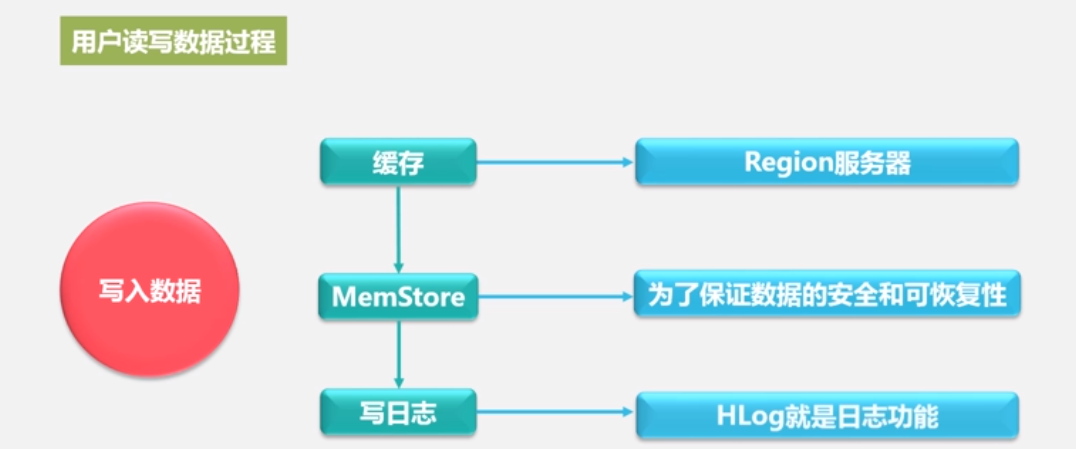 用户读写数据过程
缓存
Region服务器
写入数据
MemStore
为了保证数据的安全和可恢复性
写日志
HLog就是日志功能